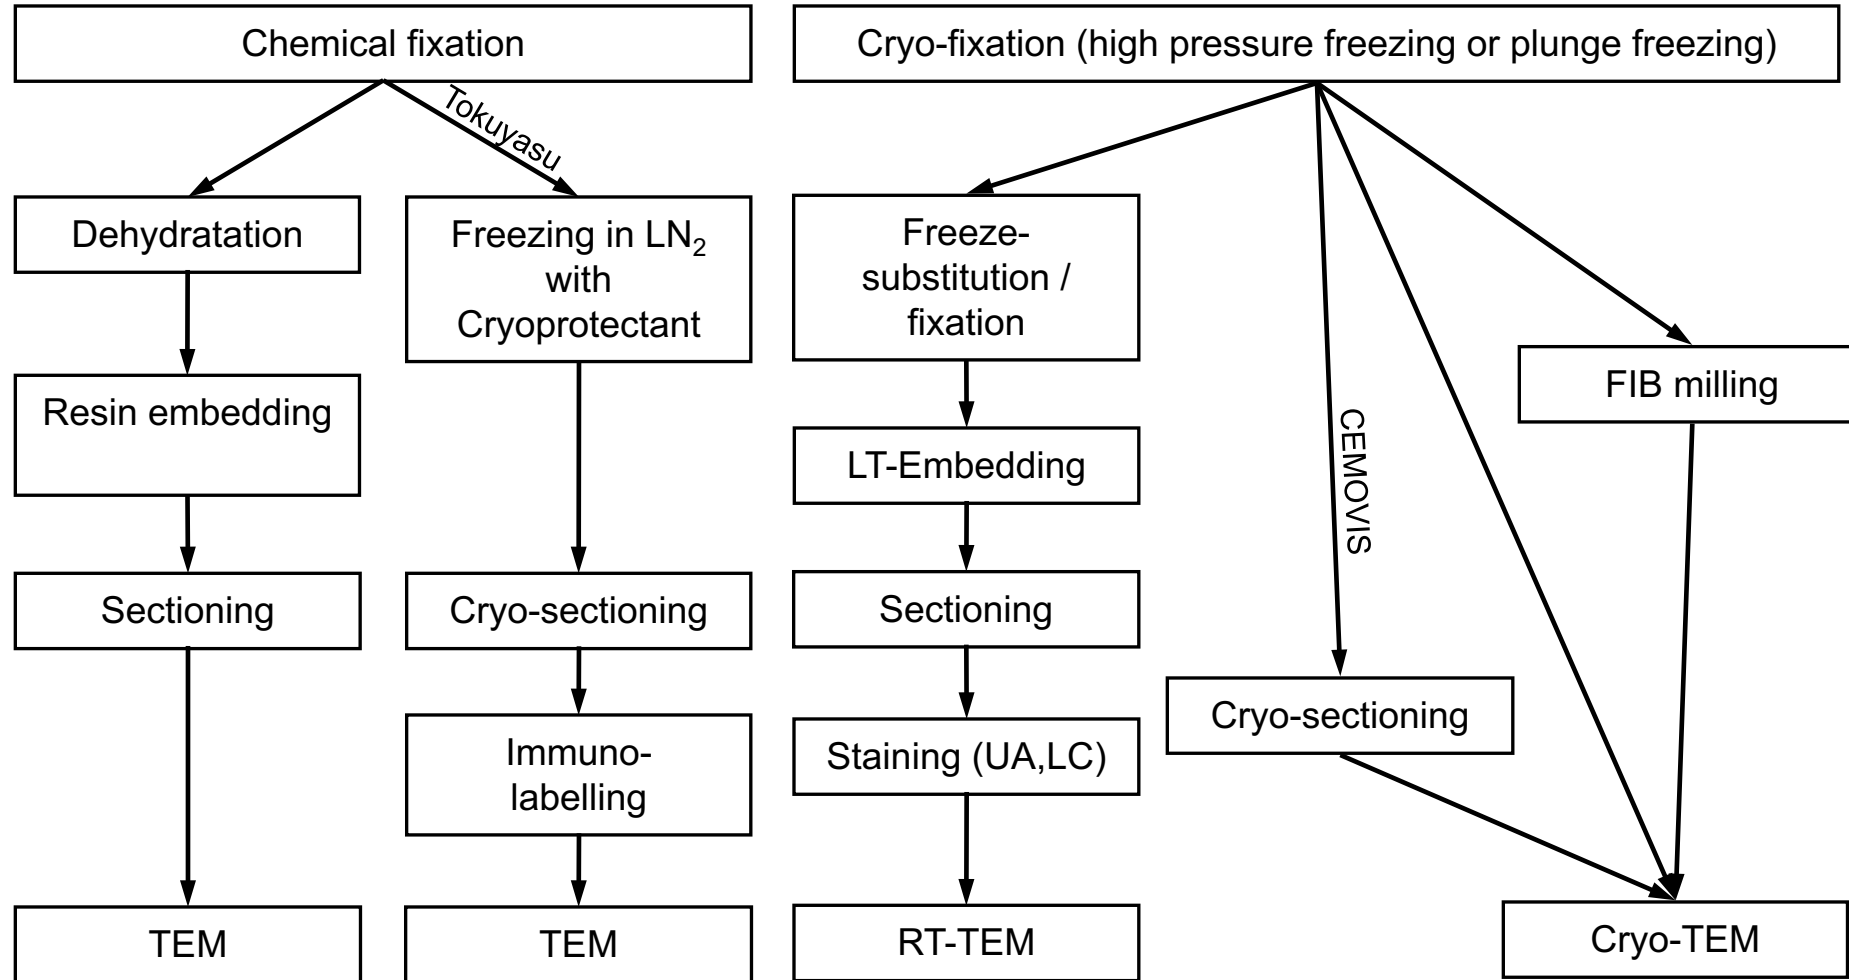 Chemical fixation
Tokuyasu
Dehydratation
Resin embedding
Sectioning
TEM
Freezing in LN₂
with
Cryoprotectant
Cryo-sectioning
Immuno-
labelling
TEM
Cryo-fixation (high pressure freezing or plunge freezing)
Freeze-
substitution /
fixation
LT-Embedding
Sectioning
Staining (UA,LC)
RT-TEM
CEMOVIS
Cryo-sectioning
FIB milling
Cryo-TEM